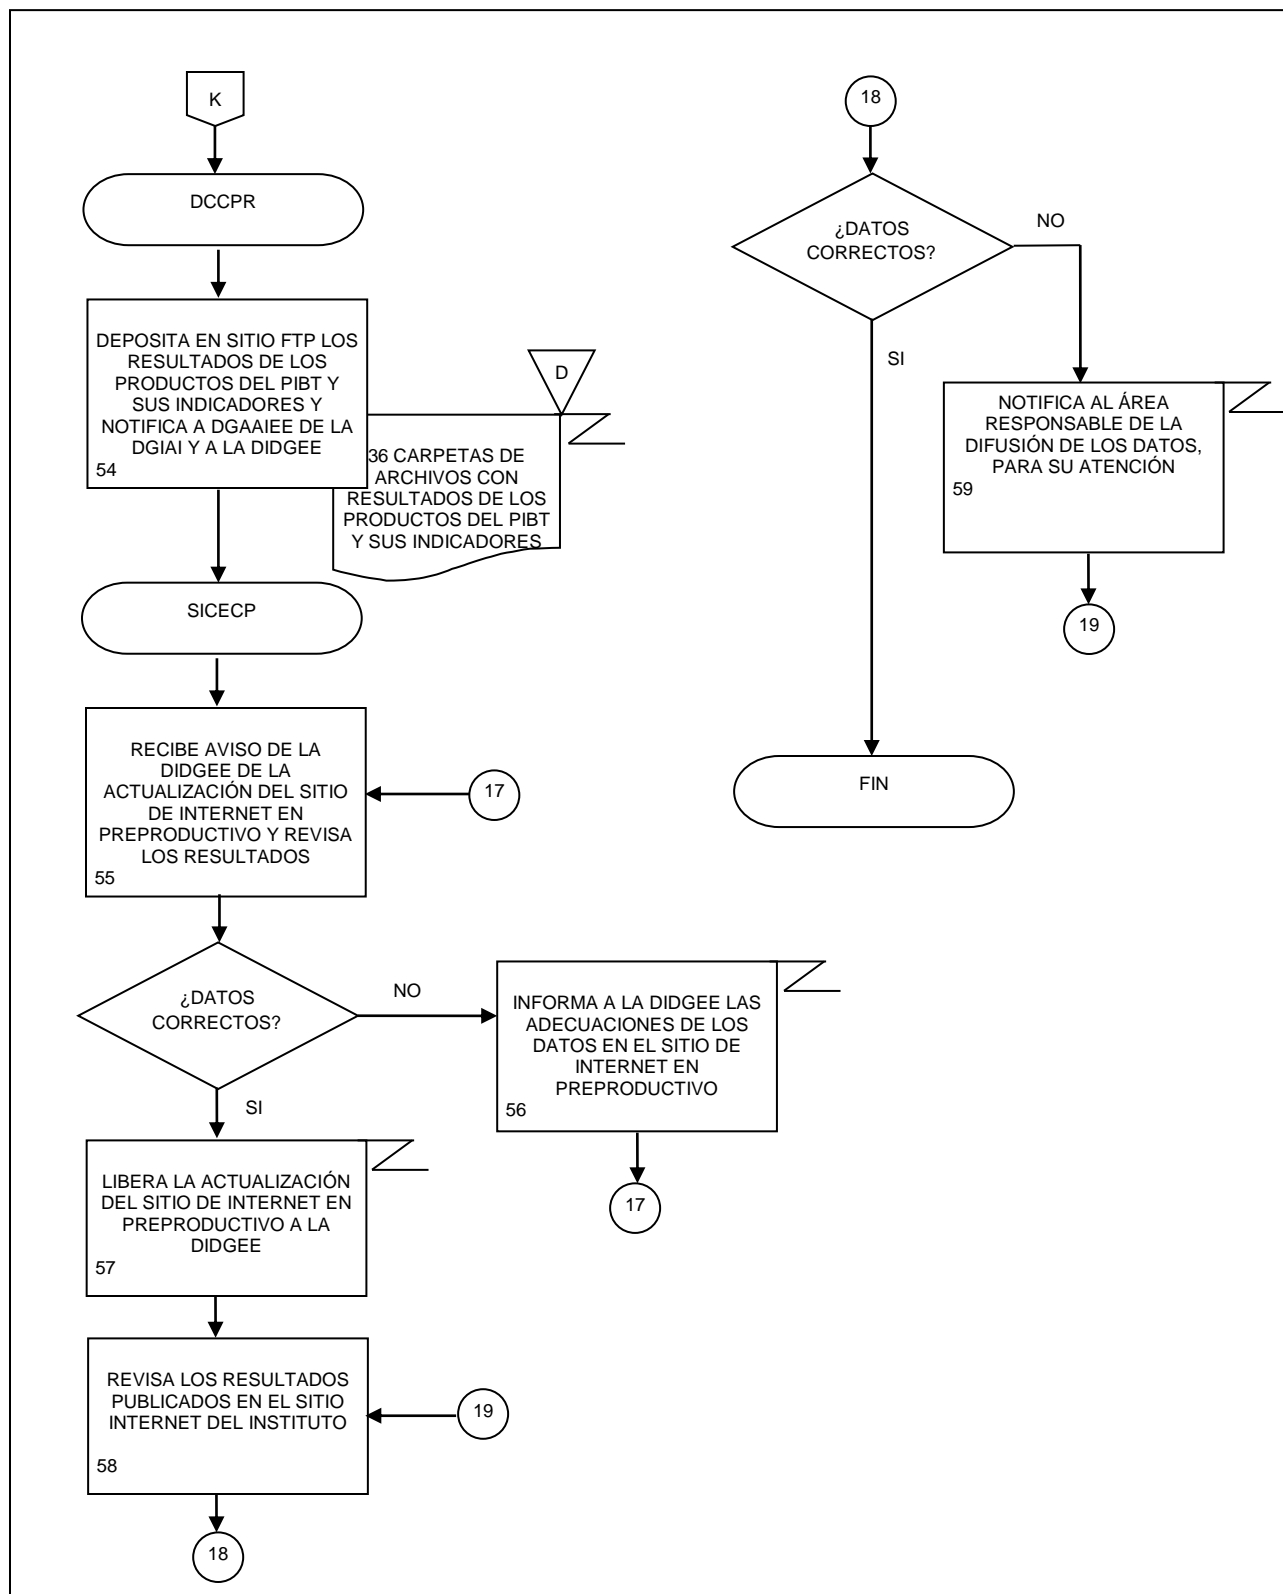 K
DCCPR
DEPOSITA EN SITIO FTP LOS
RESULTADOS DE LOS
PRODUCTOS DEL PIBT Y
SUS INDICADORES Y
NOTIFICA A DGAAIEE DE LA
DGIAI Y A LA DIDGEE
54
D
36 CARPETAS DE
ARCHIVOS CON
RESULTADOS DE LOS
PRODUCTOS DEL PIBT
Y SUS INDICADORES
SICECP
RECIBE AVISO DE LA
DIDGEE DE LA
ACTUALIZACIÓN DEL SITIO
DE INTERNET EN
PREPRODUCTIVO Y REVISA
LOS RESULTADOS
55
17
¿DATOS
CORRECTOS?
NO
SI
INFORMA A LA DIDGEE LAS
ADECUACIONES DE LOS
DATOS EN EL SITIO DE
INTERNET EN
PREPRODUCTIVO
56
17
LIBERA LA ACTUALIZACIÓN
DEL SITIO DE INTERNET EN
PREPRODUCTIVO A LA
DIDGEE
57
REVISA LOS RESULTADOS
PUBLICADOS EN EL SITIO
INTERNET DEL INSTITUTO
58
19
18
18
¿DATOS
CORRECTOS?
NO
SI
NOTIFICA AL ÁREA
RESPONSABLE DE LA
DIFUSIÓN DE LOS DATOS,
PARA SU ATENCIÓN
59
19
FIN